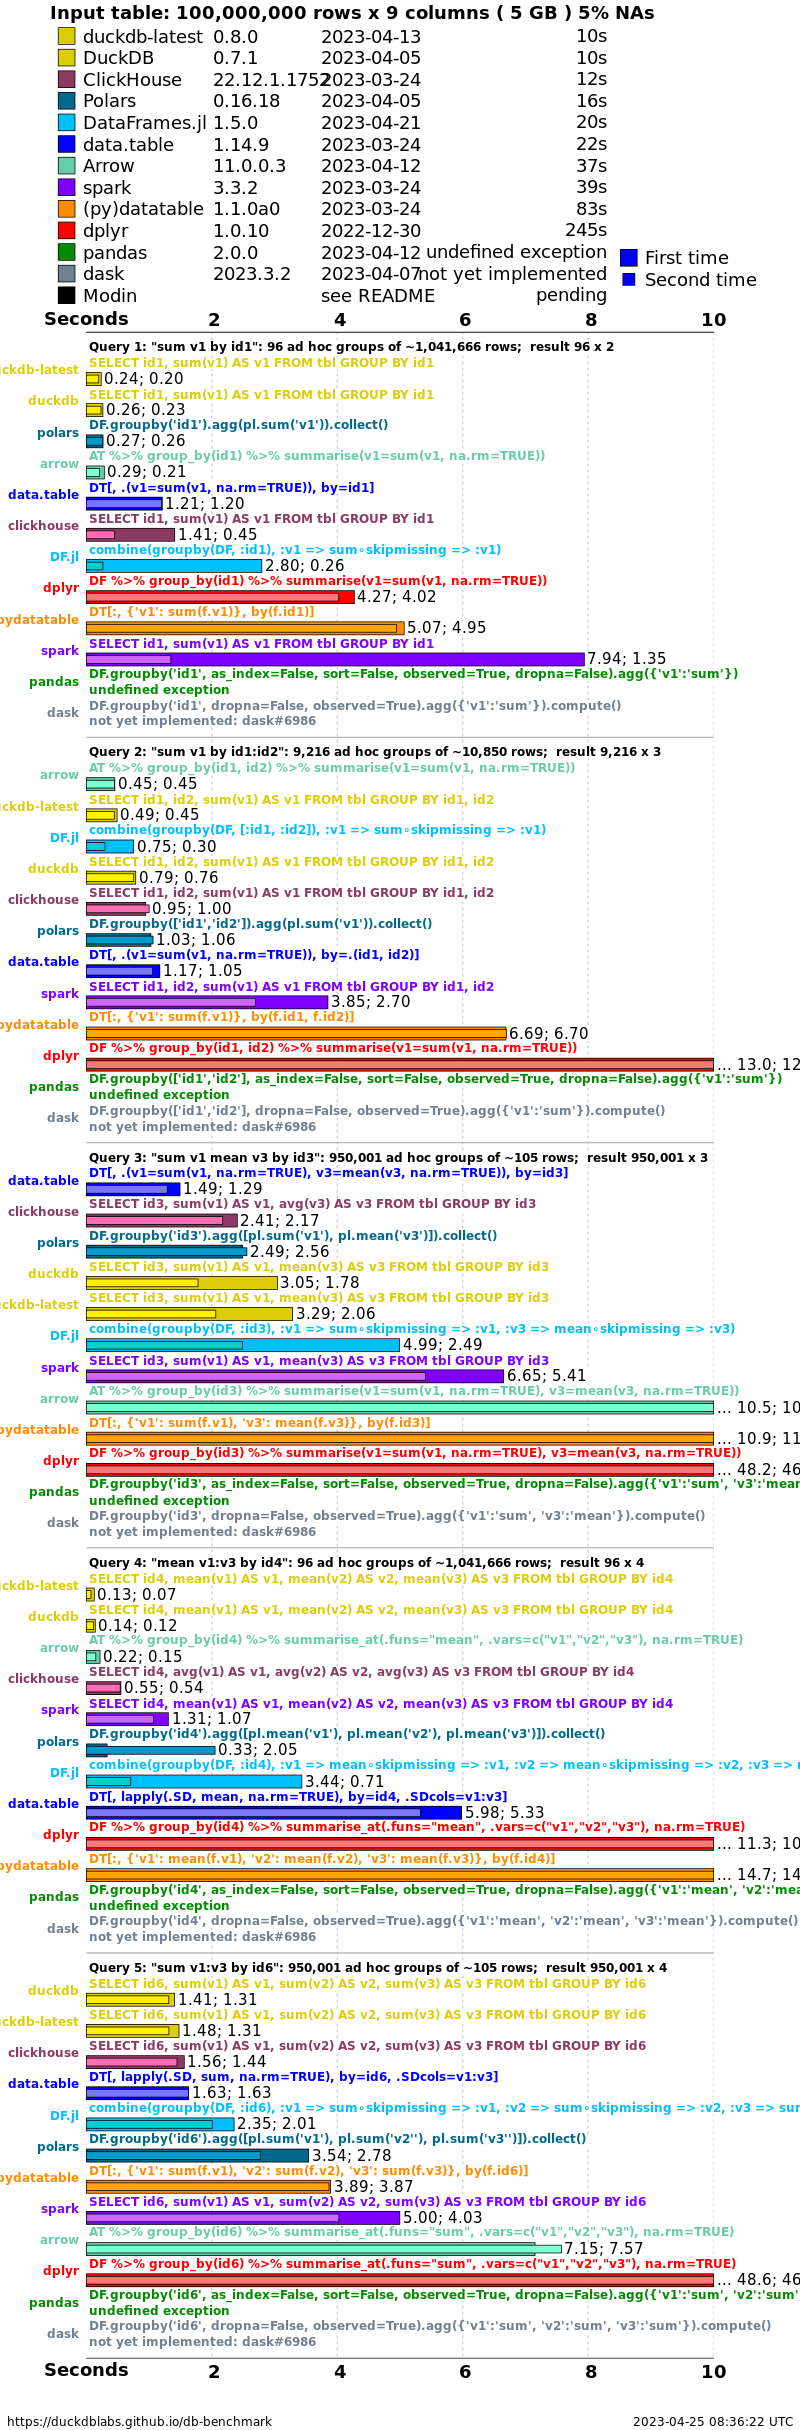 Input table: 100,000,000 rows x 9 columns ( 5 GB ) 5% NAs
duckdb-latest 0.8.0 2023-04-13 10s
DuckDB 0.7.1 2023-04-05 10s
ClickHouse 22.12.1.1752 2023-03-24 12s
Polars 0.16.18 2023-04-05 16s
DataFrames.jl 1.5.0 2023-04-21 20s
data.table 1.14.9 2023-03-24 22s
Arrow 11.0.0.3 2023-04-12 37s
spark 3.3.2 2023-03-24 39s
(py)datatable 1.1.0a0 2023-03-24 83s
dplyr 1.0.10 2022-12-30 245s
pandas 2.0.0 2023-04-12 undefined exception First time
dask 2023.3.2 2023-04-07 not yet implemented Second time
Modin see README pending
Seconds 2 4 6 8 10
Query 1: "sum v1 by id1": 96 ad hoc groups of ~1,041,666 rows; result 96 x 2
SELECT id1, sum(v1) AS v1 FROM tbl GROUP BY id1
uckdb-latest 0.24; 0.20
SELECT id1, sum(v1) AS v1 FROM tbl GROUP BY id1
duckdb 0.26; 0.23
DF.groupby('id1').agg(pl.sum('v1')).collect()
polars 0.27; 0.26
AT %>% group_by(id1) %>% summarise(v1=sum(v1, na.rm=TRUE))
arrow 0.29; 0.21
DT[, .(v1=sum(v1, na.rm=TRUE)), by=id1]
data.table 1.21; 1.20
SELECT id1, sum(v1) AS v1 FROM tbl GROUP BY id1
clickhouse 1.41; 0.45
combine(groupby(DF, :id1), :v1 => sum∘skipmissing => :v1)
DF.jl 2.80; 0.26
DF %>% group_by(id1) %>% summarise(v1=sum(v1, na.rm=TRUE))
dplyr 4.27; 4.02
DT[:, {'v1': sum(f.v1)}, by(f.id1)]
pydatatable 5.07; 4.95
SELECT id1, sum(v1) AS v1 FROM tbl GROUP BY id1
spark 7.94; 1.35
DF.groupby('id1', as_index=False, sort=False, observed=True, dropna=False).agg({'v1':'sum'})
pandas undefined exception
DF.groupby('id1', dropna=False, observed=True).agg({'v1':'sum'}).compute()
dask not yet implemented: dask#6986
Query 2: "sum v1 by id1:id2": 9,216 ad hoc groups of ~10,850 rows; result 9,216 x 3
AT %>% group_by(id1, id2) %>% summarise(v1=sum(v1, na.rm=TRUE))
arrow 0.45; 0.45
SELECT id1, id2, sum(v1) AS v1 FROM tbl GROUP BY id1, id2
uckdb-latest 0.49; 0.45
combine(groupby(DF, [:id1, :id2]), :v1 => sum∘skipmissing => :v1)
DF.jl 0.75; 0.30
SELECT id1, id2, sum(v1) AS v1 FROM tbl GROUP BY id1, id2
duckdb 0.79; 0.76
SELECT id1, id2, sum(v1) AS v1 FROM tbl GROUP BY id1, id2
clickhouse 0.95; 1.00
DF.groupby(['id1','id2']).agg(pl.sum('v1')).collect()
polars 1.03; 1.06
DT[, .(v1=sum(v1, na.rm=TRUE)), by=.(id1, id2)]
data.table 1.17; 1.05
SELECT id1, id2, sum(v1) AS v1 FROM tbl GROUP BY id1, id2
spark 3.85; 2.70
DT[:, {'v1': sum(f.v1)}, by(f.id1, f.id2)]
pydatatable 6.69; 6.70
DF %>% group_by(id1, id2) %>% summarise(v1=sum(v1, na.rm=TRUE))
dplyr ... 13.0; 12
DF.groupby(['id1','id2'], as_index=False, sort=False, observed=True, dropna=False).agg({'v1':'sum'})
pandas undefined exception
DF.groupby(['id1','id2'], dropna=False, observed=True).agg({'v1':'sum'}).compute()
dask not yet implemented: dask#6986
Query 3: "sum v1 mean v3 by id3": 950,001 ad hoc groups of ~105 rows; result 950,001 x 3
DT[, .(v1=sum(v1, na.rm=TRUE), v3=mean(v3, na.rm=TRUE)), by=id3]
data.table 1.49; 1.29
SELECT id3, sum(v1) AS v1, avg(v3) AS v3 FROM tbl GROUP BY id3
clickhouse 2.41; 2.17
DF.groupby('id3').agg([pl.sum('v1'), pl.mean('v3')]).collect()
polars 2.49; 2.56
SELECT id3, sum(v1) AS v1, mean(v3) AS v3 FROM tbl GROUP BY id3
duckdb 3.05; 1.78
SELECT id3, sum(v1) AS v1, mean(v3) AS v3 FROM tbl GROUP BY id3
uckdb-latest 3.29; 2.06
combine(groupby(DF, :id3), :v1 => sum∘skipmissing => :v1, :v3 => mean∘skipmissing => :v3)
DF.jl 4.99; 2.49
SELECT id3, sum(v1) AS v1, mean(v3) AS v3 FROM tbl GROUP BY id3
spark 6.65; 5.41
AT %>% group_by(id3) %>% summarise(v1=sum(v1, na.rm=TRUE), v3=mean(v3, na.rm=TRUE))
arrow ... 10.5; 10
DT[:, {'v1': sum(f.v1), 'v3': mean(f.v3)}, by(f.id3)]
pydatatable ... 10.9; 11
DF %>% group_by(id3) %>% summarise(v1=sum(v1, na.rm=TRUE), v3=mean(v3, na.rm=TRUE))
dplyr ... 48.2; 46
DF.groupby('id3', as_index=False, sort=False, observed=True, dropna=False).agg({'v1':'sum', 'v3':'mean
pandas undefined exception
DF.groupby('id3', dropna=False, observed=True).agg({'v1':'sum', 'v3':'mean'}).compute()
dask not yet implemented: dask#6986
Query 4: "mean v1:v3 by id4": 96 ad hoc groups of ~1,041,666 rows; result 96 x 4
SELECT id4, mean(v1) AS v1, mean(v2) AS v2, mean(v3) AS v3 FROM tbl GROUP BY id4
uckdb-latest 0.13; 0.07
SELECT id4, mean(v1) AS v1, mean(v2) AS v2, mean(v3) AS v3 FROM tbl GROUP BY id4
duckdb 0.14; 0.12
AT %>% group_by(id4) %>% summarise_at(.funs="mean", .vars=c("v1","v2","v3"), na.rm=TRUE)
arrow 0.22; 0.15
SELECT id4, avg(v1) AS v1, avg(v2) AS v2, avg(v3) AS v3 FROM tbl GROUP BY id4
clickhouse 0.55; 0.54
SELECT id4, mean(v1) AS v1, mean(v2) AS v2, mean(v3) AS v3 FROM tbl GROUP BY id4
spark 1.31; 1.07
DF.groupby('id4').agg([pl.mean('v1'), pl.mean('v2'), pl.mean('v3')]).collect()
polars 0.33; 2.05
combine(groupby(DF, :id4), :v1 => mean∘skipmissing => :v1, :v2 => mean∘skipmissing => :v2, :v3 => m
DF.jl 3.44; 0.71
DT[, lapply(.SD, mean, na.rm=TRUE), by=id4, .SDcols=v1:v3]
data.table 5.98; 5.33
DF %>% group_by(id4) %>% summarise_at(.funs="mean", .vars=c("v1","v2","v3"), na.rm=TRUE)
dplyr ... 11.3; 10
DT[:, {'v1': mean(f.v1), 'v2': mean(f.v2), 'v3': mean(f.v3)}, by(f.id4)]
pydatatable ... 14.7; 14
DF.groupby('id4', as_index=False, sort=False, observed=True, dropna=False).agg({'v1':'mean', 'v2':'mea
pandas undefined exception
DF.groupby('id4', dropna=False, observed=True).agg({'v1':'mean', 'v2':'mean', 'v3':'mean'}).compute()
dask not yet implemented: dask#6986
Query 5: "sum v1:v3 by id6": 950,001 ad hoc groups of ~105 rows; result 950,001 x 4
SELECT id6, sum(v1) AS v1, sum(v2) AS v2, sum(v3) AS v3 FROM tbl GROUP BY id6
duckdb 1.41; 1.31
SELECT id6, sum(v1) AS v1, sum(v2) AS v2, sum(v3) AS v3 FROM tbl GROUP BY id6
uckdb-latest 1.48; 1.31
SELECT id6, sum(v1) AS v1, sum(v2) AS v2, sum(v3) AS v3 FROM tbl GROUP BY id6
clickhouse 1.56; 1.44
DT[, lapply(.SD, sum, na.rm=TRUE), by=id6, .SDcols=v1:v3]
data.table 1.63; 1.63
combine(groupby(DF, :id6), :v1 => sum∘skipmissing => :v1, :v2 => sum∘skipmissing => :v2, :v3 => sum
DF.jl 2.35; 2.01
DF.groupby('id6').agg([pl.sum('v1'), pl.sum('v2''), pl.sum('v3'')]).collect()
polars 3.54; 2.78
DT[:, {'v1': sum(f.v1), 'v2': sum(f.v2), 'v3': sum(f.v3)}, by(f.id6)]
pydatatable 3.89; 3.87
SELECT id6, sum(v1) AS v1, sum(v2) AS v2, sum(v3) AS v3 FROM tbl GROUP BY id6
spark 5.00; 4.03
AT %>% group_by(id6) %>% summarise_at(.funs="sum", .vars=c("v1","v2","v3"), na.rm=TRUE)
arrow 7.15; 7.57
DF %>% group_by(id6) %>% summarise_at(.funs="sum", .vars=c("v1","v2","v3"), na.rm=TRUE)
dplyr ... 48.6; 46
DF.groupby('id6', as_index=False, sort=False, observed=True, dropna=False).agg({'v1':'sum', 'v2':'sum'
pandas undefined exception
DF.groupby('id6', dropna=False, observed=True).agg({'v1':'sum', 'v2':'sum', 'v3':'sum'}).compute()
dask not yet implemented: dask#6986
Seconds 2 4 6 8 10
https://duckdblabs.github.io/db-benchmark 2023-04-25 08:36:22 UTC